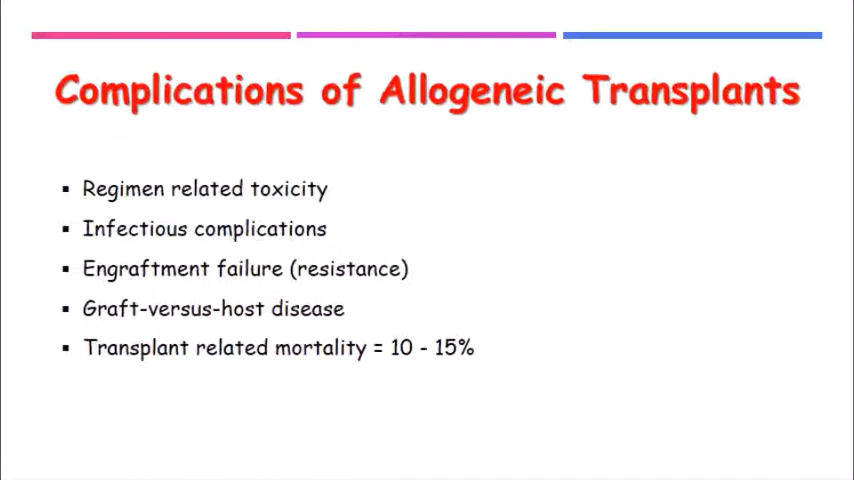 Complications of Allogeneic Transplants
▪ Regimen related toxicity
▪ Infectious complications
▪ Engraftment failure (resistance)
▪ Graft-versus-host disease
▪ Transplant related mortality = 10 - 15%